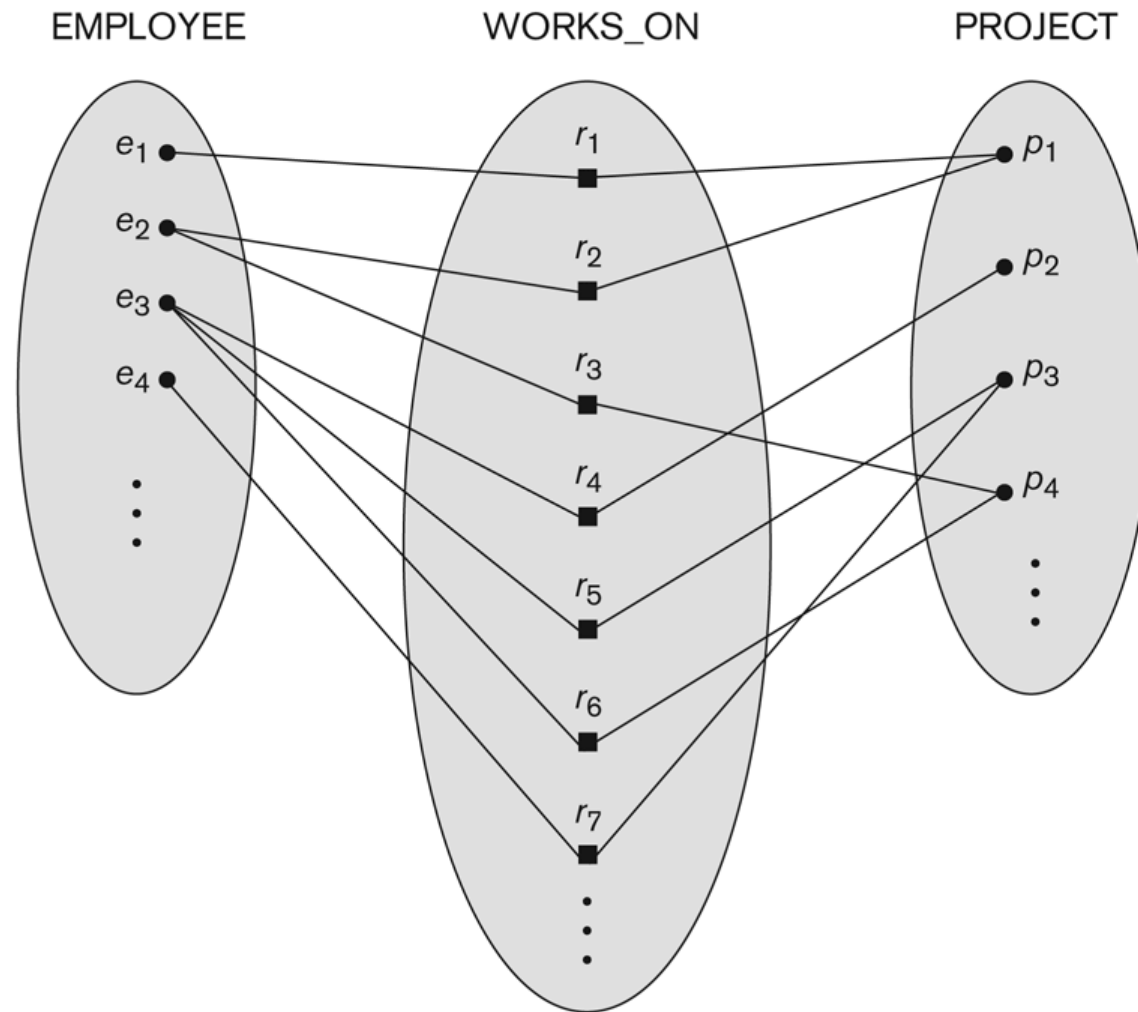 EMPLOYEE WORKS_ON PROJECT
e1 r1 p1
e2 r2 p2
e3 r3 p3
e4 r4 p4
r5
r6
r7